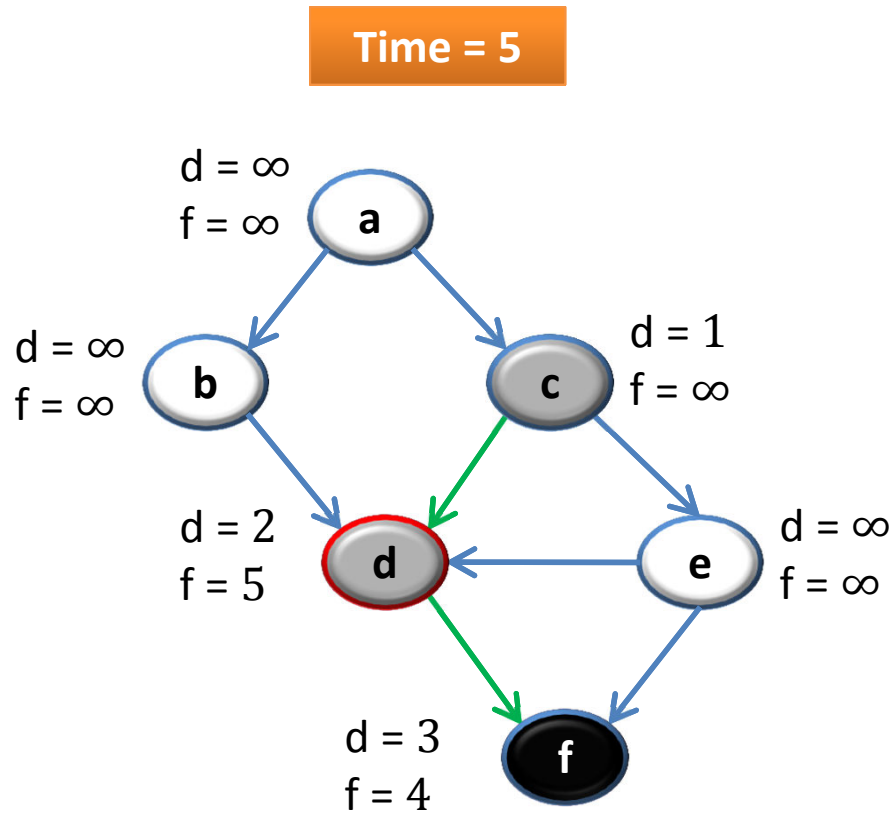 Time = 5
d = ∞
f = ∞
a
d = ∞
f = ∞
b
c
d = 1
f = ∞
d = 2
f = 5
d
e
d = ∞
f = ∞
d = 3
f = 4
f